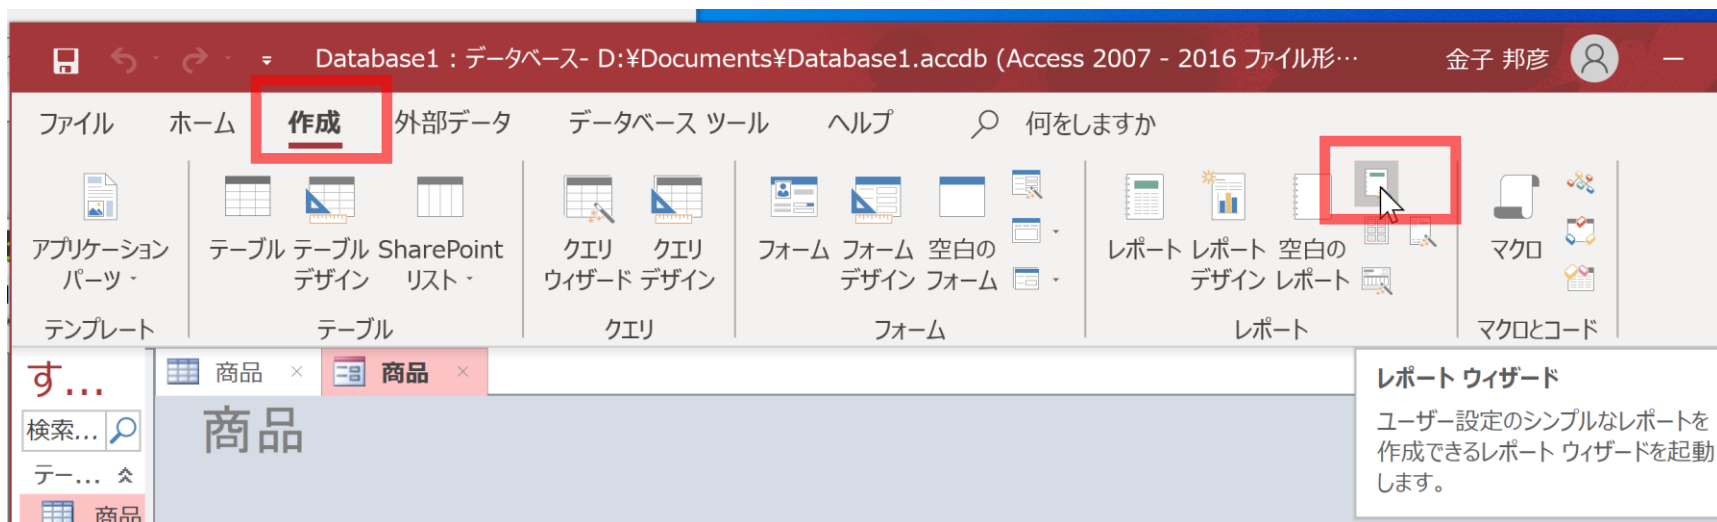 Database1 : データベース- D:¥Documents¥Database1.accdb (Access 2007 - 2016 ファイル形… 金子 邦彦
ファイル ホーム 作成 外部データ データベース ツール ヘルプ 何をしますか
アプリケーション テーブル テーブル SharePoint クエリ クエリ フォーム フォーム 空白の レポート レポート 空白の マクロ
パーツ デザイン リスト ウィザード デザイン デザイン フォーム デザイン レポート
テンプレート テーブル クエリ フォーム レポート マクロとコード
す... 商品 × 商品 ×
検索... 商品
テー...
商品
レポート ウィザード
ユーザー設定のシンプルなレポートを
作成できるレポート ウィザードを起動
します。